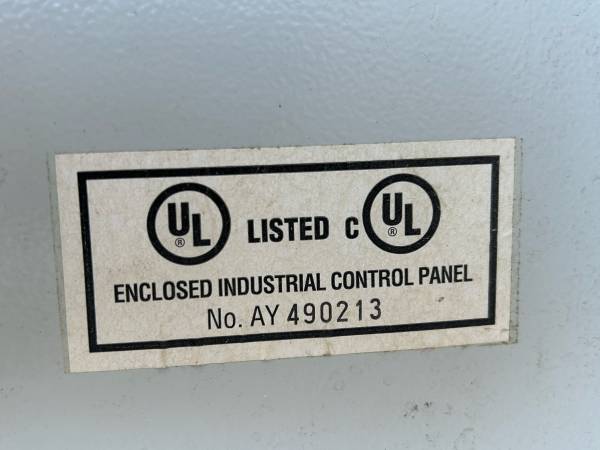 UL® LISTED C UL®
ENCLOSED INDUSTRIAL CONTROL PANEL
No. AY 490213